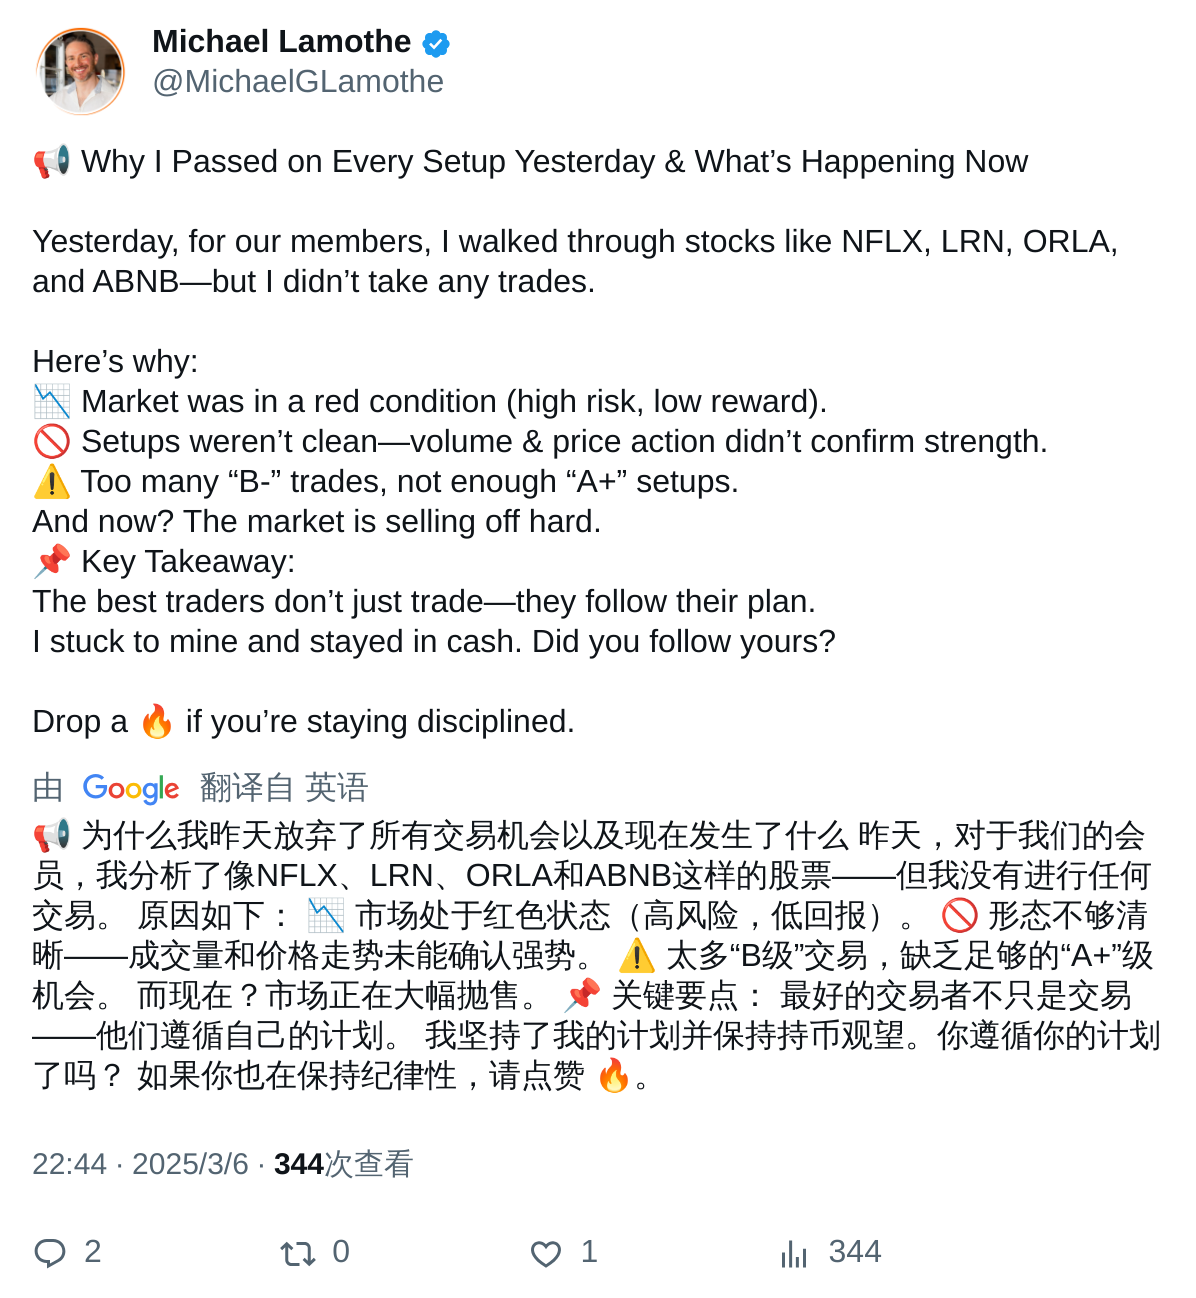 Michael Lamothe
@MichaelGLamothe
📢 Why I Passed on Every Setup Yesterday & What’s Happening Now
Yesterday, for our members, I walked through stocks like NFLX, LRN, ORLA,
and ABNB—but I didn’t take any trades.
Here’s why:
📉 Market was in a red condition (high risk, low reward).
🚫 Setups weren’t clean—volume & price action didn’t confirm strength.
⚠️ Too many “B-” trades, not enough “A+” setups.
And now? The market is selling off hard.
📌 Key Takeaway:
The best traders don’t just trade—they follow their plan.
I stuck to mine and stayed in cash. Did you follow yours?
Drop a 🔥 if you’re staying disciplined.
由 Google 翻译自 英语
📢 为什么我昨天放弃了所有交易机会以及现在发生了什么 昨天，对于我们的会
员，我分析了像NFLX、LRN、ORLA和ABNB这样的股票——但我没有进行任何
交易。 原因如下： 📉 市场处于红色状态（高风险，低回报）。 🚫 形态不够清
晰——成交量和价格走势未能确认强势。 ⚠️ 太多“B级”交易，缺乏足够的“A+”级
机会。 而现在？市场正在大幅抛售。 📌 关键要点： 最好的交易者不只是交易
——他们遵循自己的计划。 我坚持了我的计划并保持持币观望。你遵循你的计划
了吗？ 如果你也在保持纪律性，请点赞 🔥。
22:44 · 2025/3/6 · 344次查看
2 0 1 344